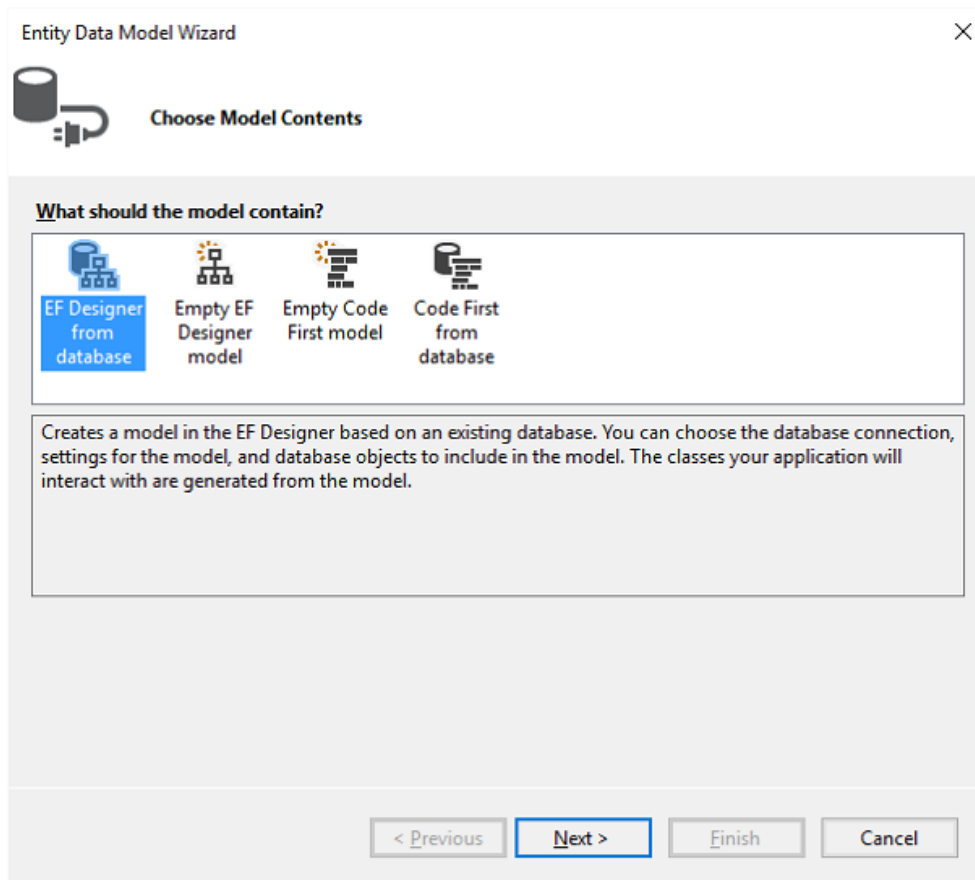 Entity Data Model Wizard
Choose Model Contents
What should the model contain?
EF Designer
from
database
Empty EF
Designer
model
Empty Code
First model
Code First
from
database
Creates a model in the EF Designer based on an existing database. You can choose the database connection,
settings for the model, and database objects to include in the model. The classes your application will
interact with are generated from the model.
< Previous
Next >
Finish
Cancel